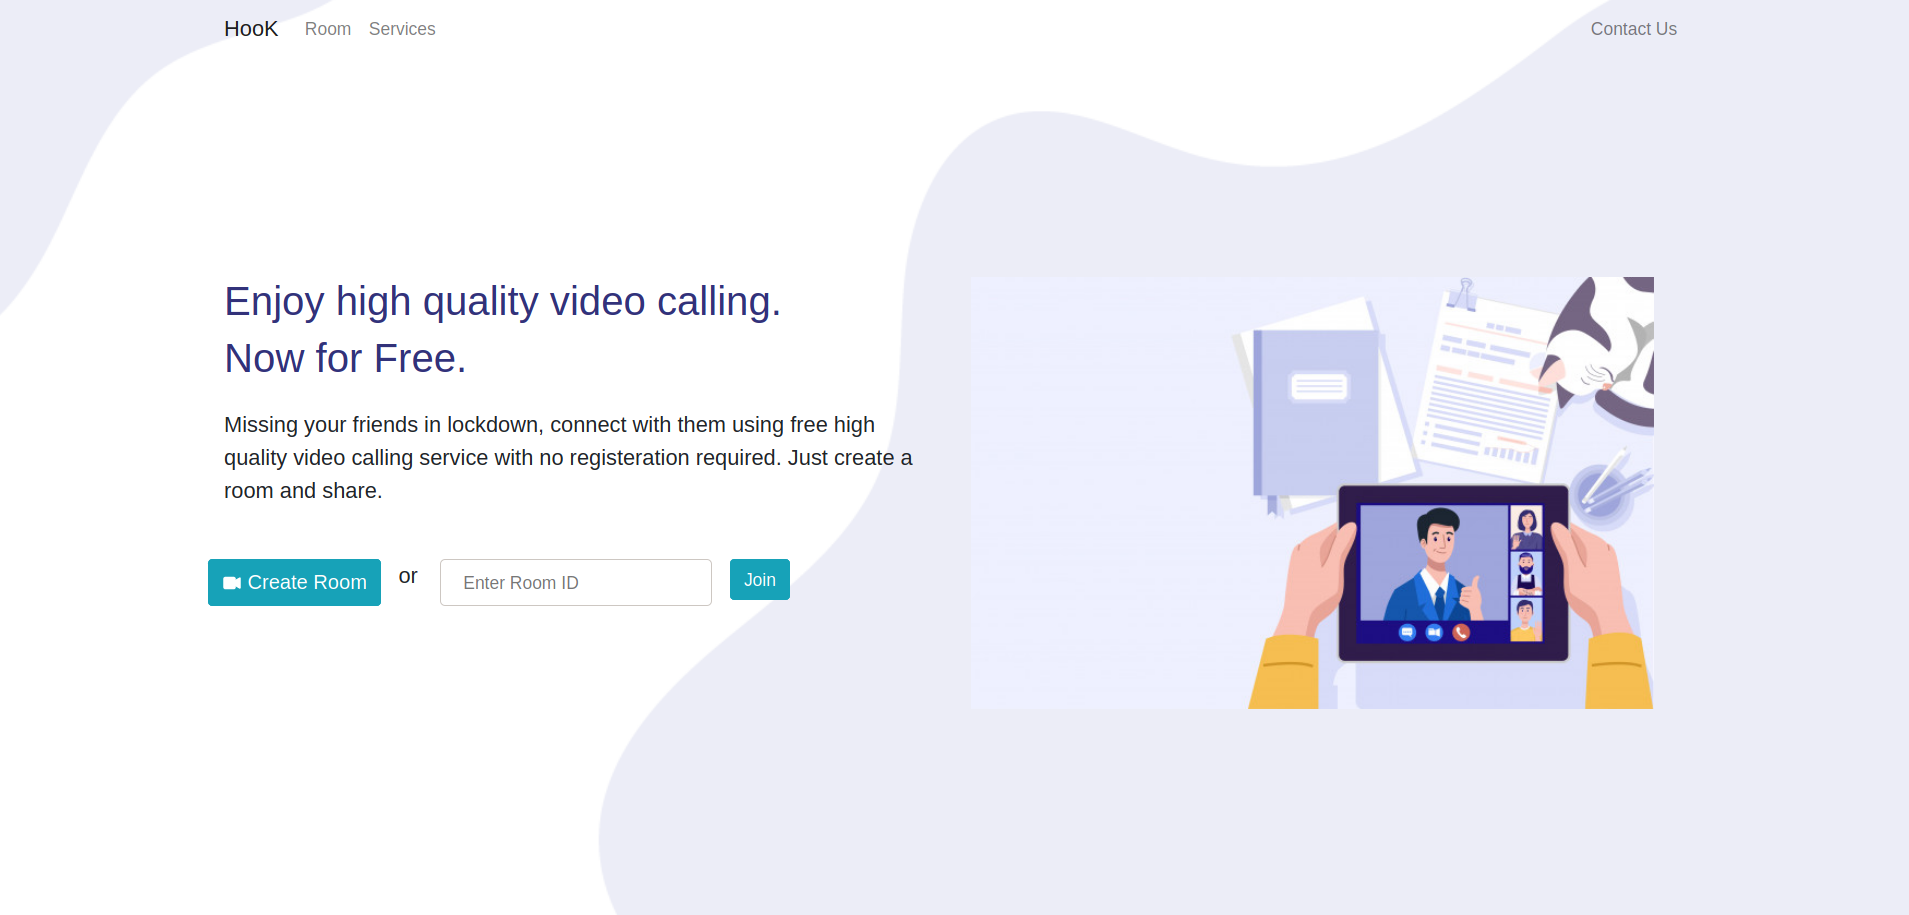 HooK Room Services Contact Us
Enjoy high quality video calling.
Now for Free.
Missing your friends in lockdown, connect with them using free high
quality video calling service with no registeration required. Just create a
room and share.
Create Room or Enter Room ID Join